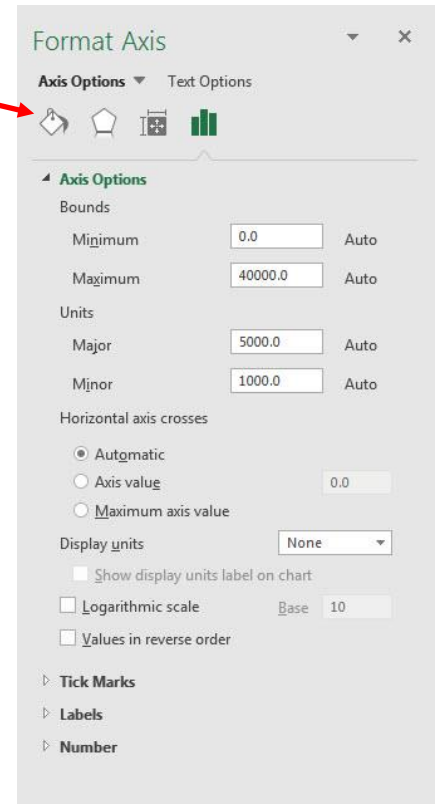 Format Axis
Axis Options Text Options
Axis Options
Bounds
Minimum 0.0 Auto
Maximum 40000.0 Auto
Units
Major 5000.0 Auto
Minor 1000.0 Auto
Horizontal axis crosses
Automatic
Axis value 0.0
Maximum axis value
Display units None
Show display units label on chart
Logarithmic scale Base 10
Values in reverse order
Tick Marks
Labels
Number